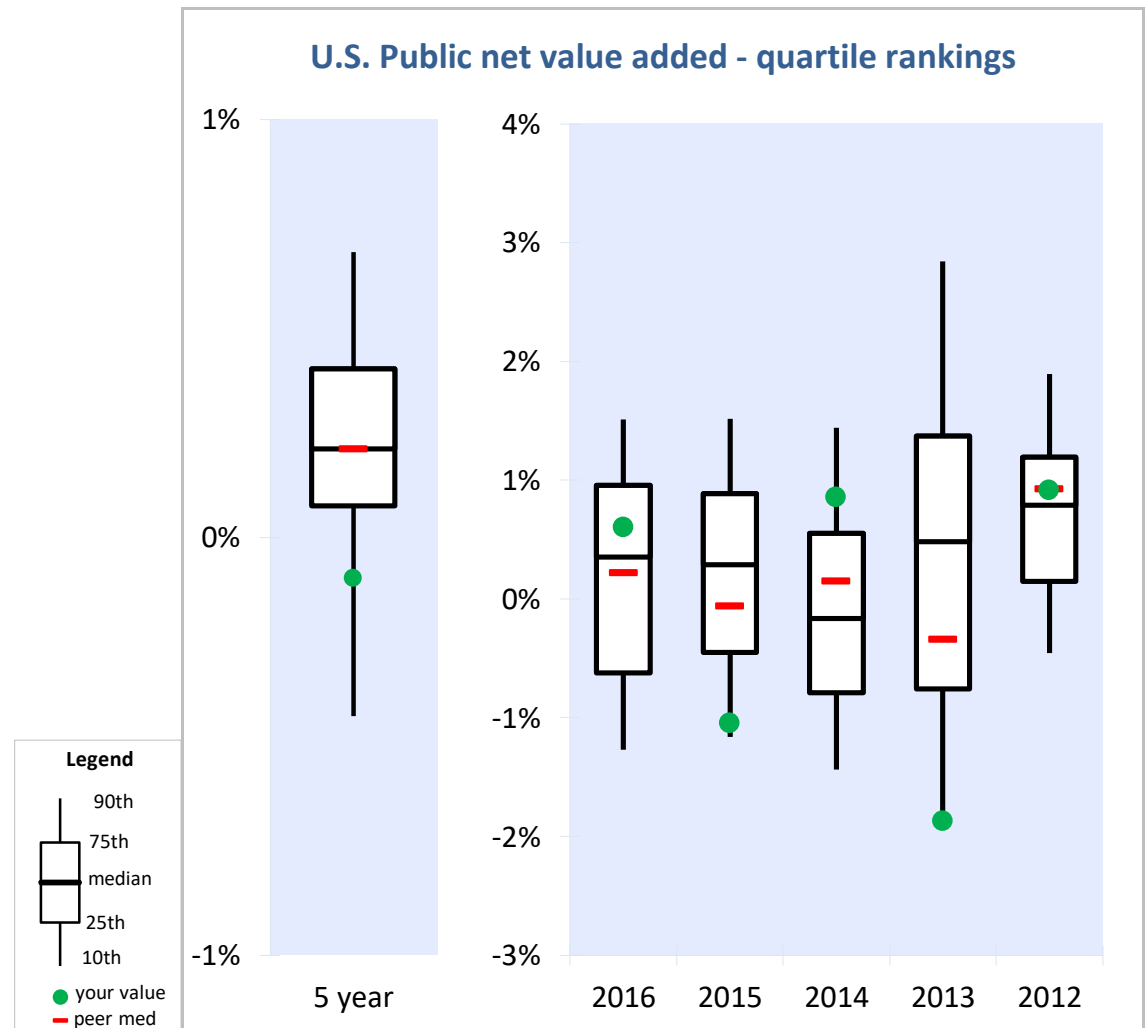 U.S. Public net value added - quartile rankings
1%
0%
-1%
5 year
4%
3%
2%
1%
0%
-1%
-2%
-3%
2016 2015 2014 2013 2012
Legend
90th
75th
median
25th
10th
your value
peer med